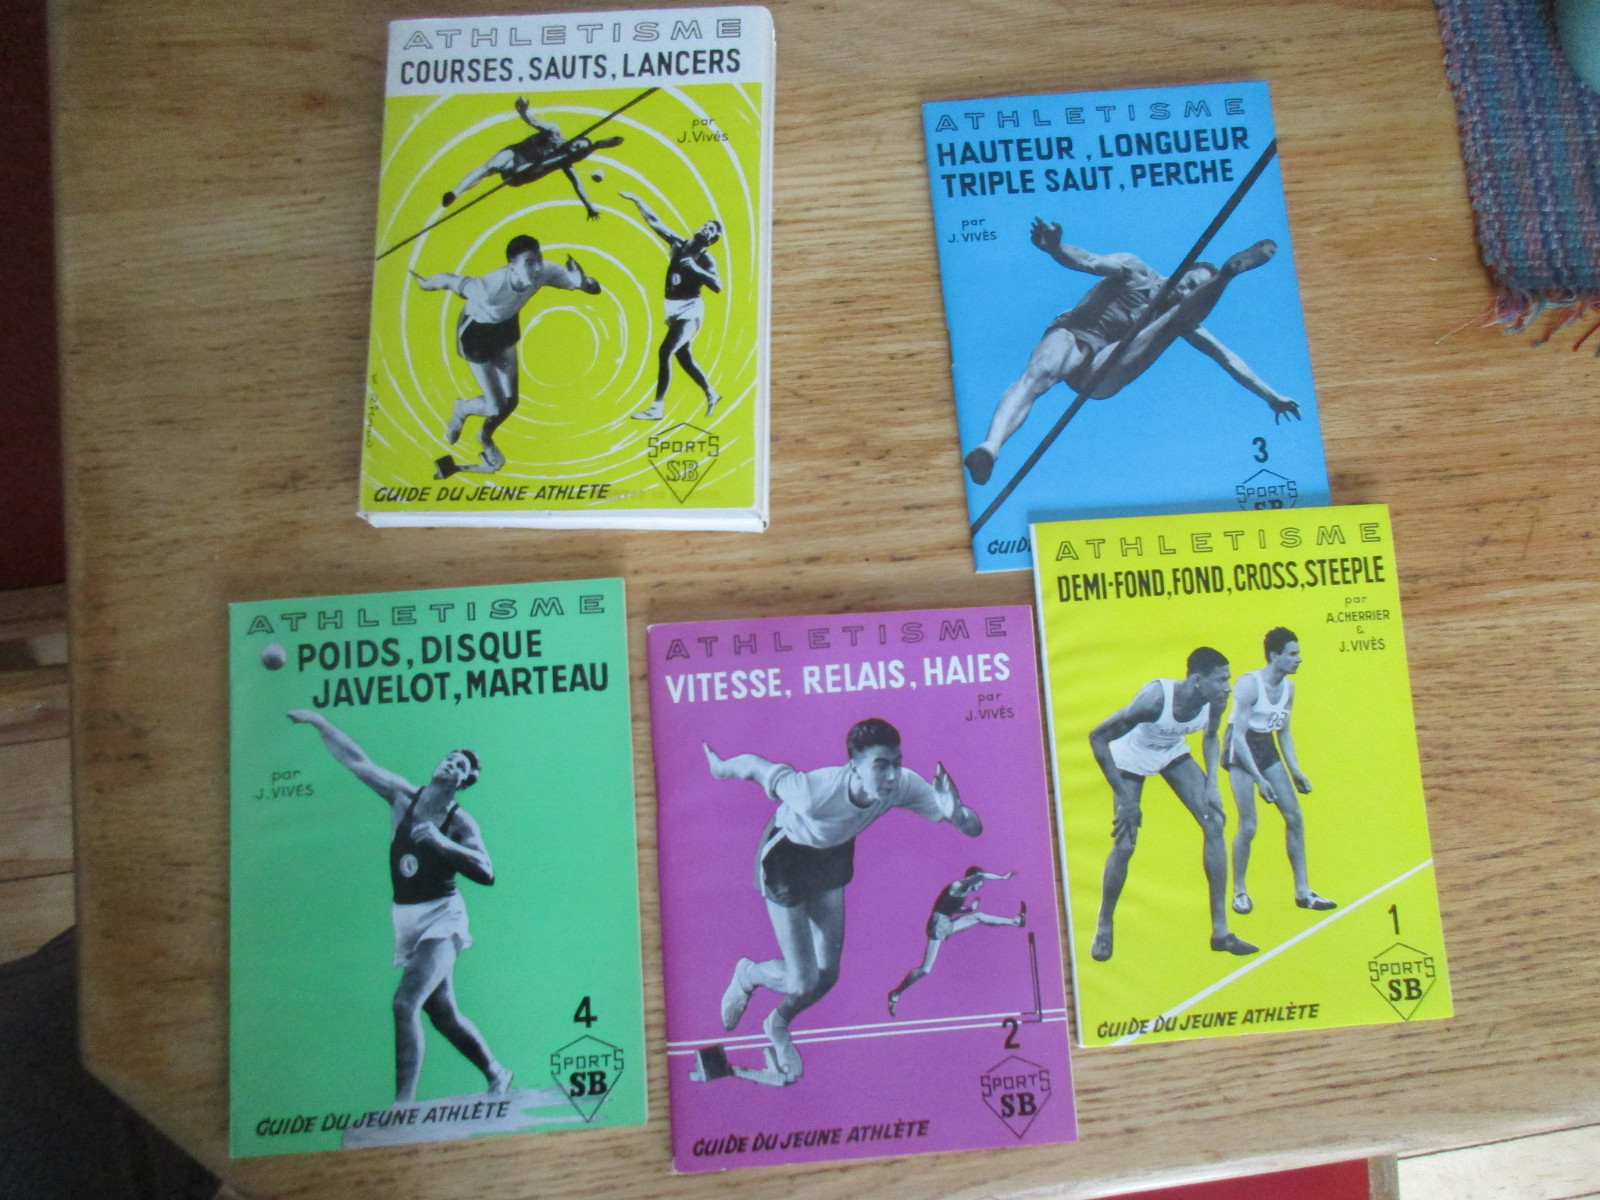 ATHLETISME
COURSES, SAUTS, LANCERS
par
J. Vivès
SPORTS
SB
GUIDE DU JEUNE ATHLETE
ATHLETISME
HAUTEUR, LONGUEUR
TRIPLE SAUT, PERCHE
par
J. VIVÈS
3
SPORTS
SB
GUID
ATHLETISME
DEMI-FOND, FOND, CROSS, STEEPLE
par
A. CHERRIER
&
J. VIVÈS
1
SPORTS
SB
GUIDE DU JEUNE ATHLÈTE
ATHLETISME
POIDS, DISQUE
JAVELOT, MARTEAU
par
J. VIVÈS
4
SPORTS
SB
GUIDE DU JEUNE ATHLÈTE
ATHLETISME
VITESSE, RELAIS, HAIES
par
J. VIVÈS
2
SPORTS
SB
GUIDE DU JEUNE ATHLÈTE